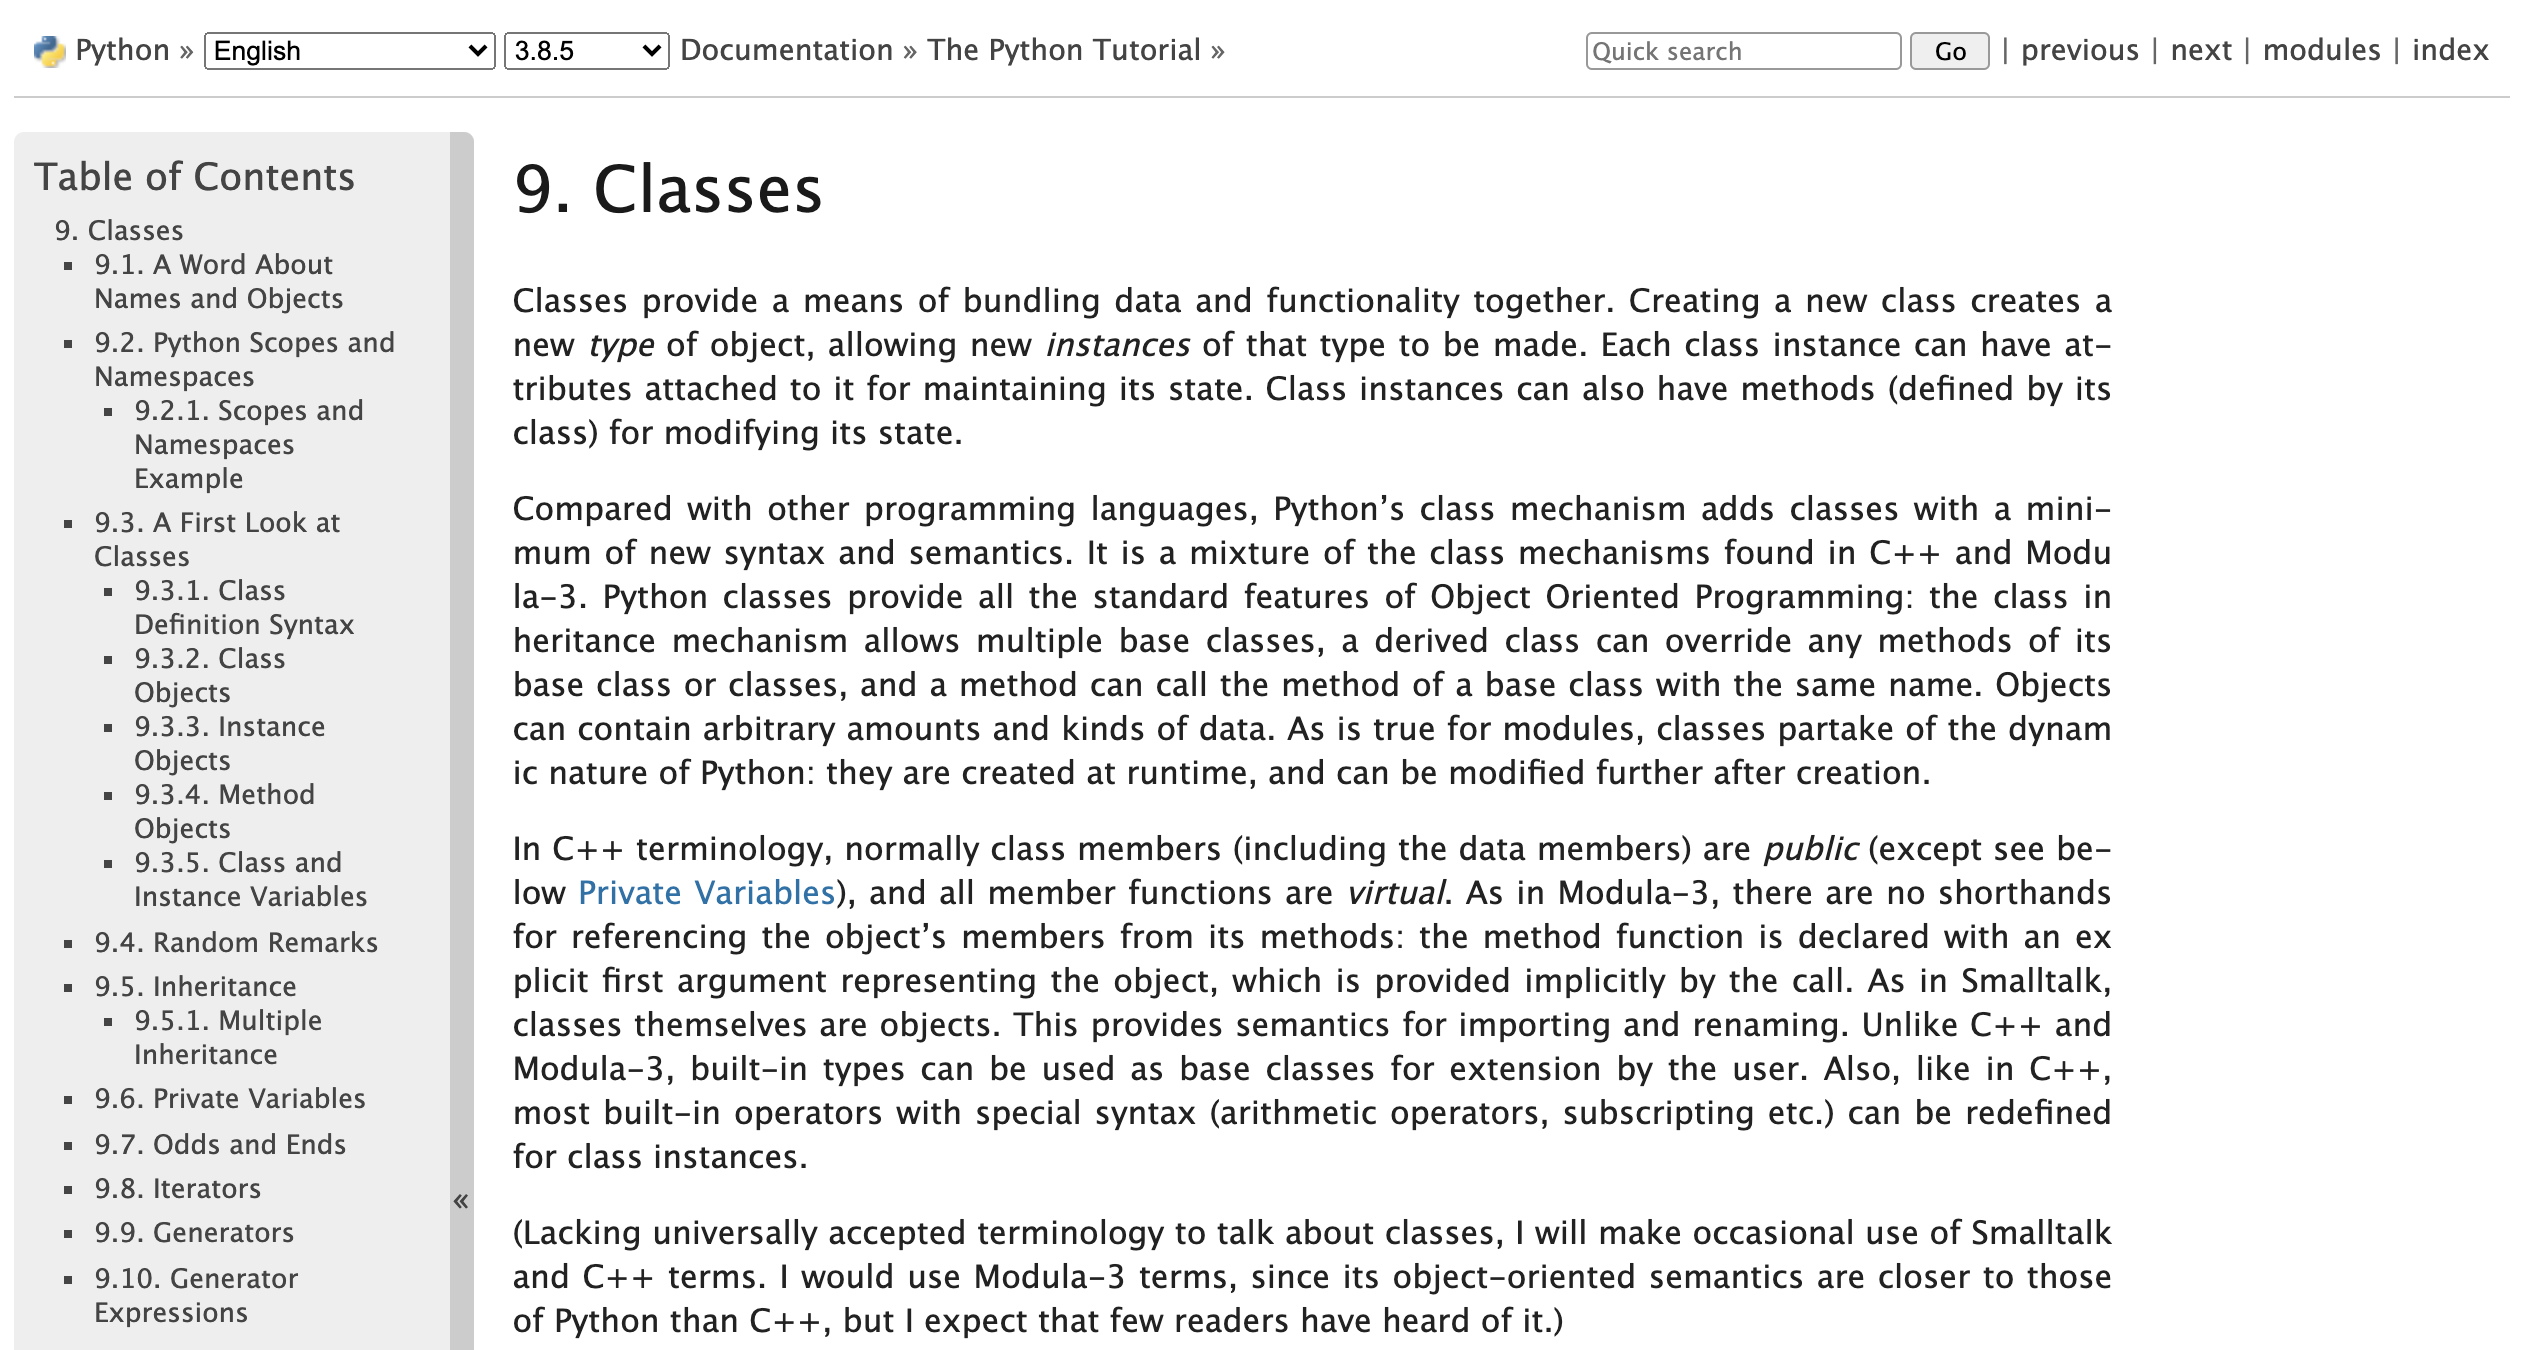 Python » English 3.8.5 Documentation » The Python Tutorial » Quick search Go | previous | next | modules | index
Table of Contents
9. Classes
▪ 9.1. A Word About
Names and Objects
▪ 9.2. Python Scopes and
Namespaces
▪ 9.2.1. Scopes and
Namespaces
Example
▪ 9.3. A First Look at
Classes
▪ 9.3.1. Class
Definition Syntax
▪ 9.3.2. Class
Objects
▪ 9.3.3. Instance
Objects
▪ 9.3.4. Method
Objects
▪ 9.3.5. Class and
Instance Variables
▪ 9.4. Random Remarks
▪ 9.5. Inheritance
▪ 9.5.1. Multiple
Inheritance
▪ 9.6. Private Variables
▪ 9.7. Odds and Ends
▪ 9.8. Iterators
▪ 9.9. Generators
▪ 9.10. Generator
Expressions
«
9. Classes
Classes provide a means of bundling data and functionality together. Creating a new class creates a
new type of object, allowing new instances of that type to be made. Each class instance can have at-
tributes attached to it for maintaining its state. Class instances can also have methods (defined by its
class) for modifying its state.
Compared with other programming languages, Python’s class mechanism adds classes with a mini-
mum of new syntax and semantics. It is a mixture of the class mechanisms found in C++ and Modu
la-3. Python classes provide all the standard features of Object Oriented Programming: the class in
heritance mechanism allows multiple base classes, a derived class can override any methods of its
base class or classes, and a method can call the method of a base class with the same name. Objects
can contain arbitrary amounts and kinds of data. As is true for modules, classes partake of the dynam
ic nature of Python: they are created at runtime, and can be modified further after creation.
In C++ terminology, normally class members (including the data members) are public (except see be-
low Private Variables), and all member functions are virtual. As in Modula-3, there are no shorthands
for referencing the object’s members from its methods: the method function is declared with an ex
plicit first argument representing the object, which is provided implicitly by the call. As in Smalltalk,
classes themselves are objects. This provides semantics for importing and renaming. Unlike C++ and
Modula-3, built-in types can be used as base classes for extension by the user. Also, like in C++,
most built-in operators with special syntax (arithmetic operators, subscripting etc.) can be redefined
for class instances.
(Lacking universally accepted terminology to talk about classes, I will make occasional use of Smalltalk
and C++ terms. I would use Modula-3 terms, since its object-oriented semantics are closer to those
of Python than C++, but I expect that few readers have heard of it.)